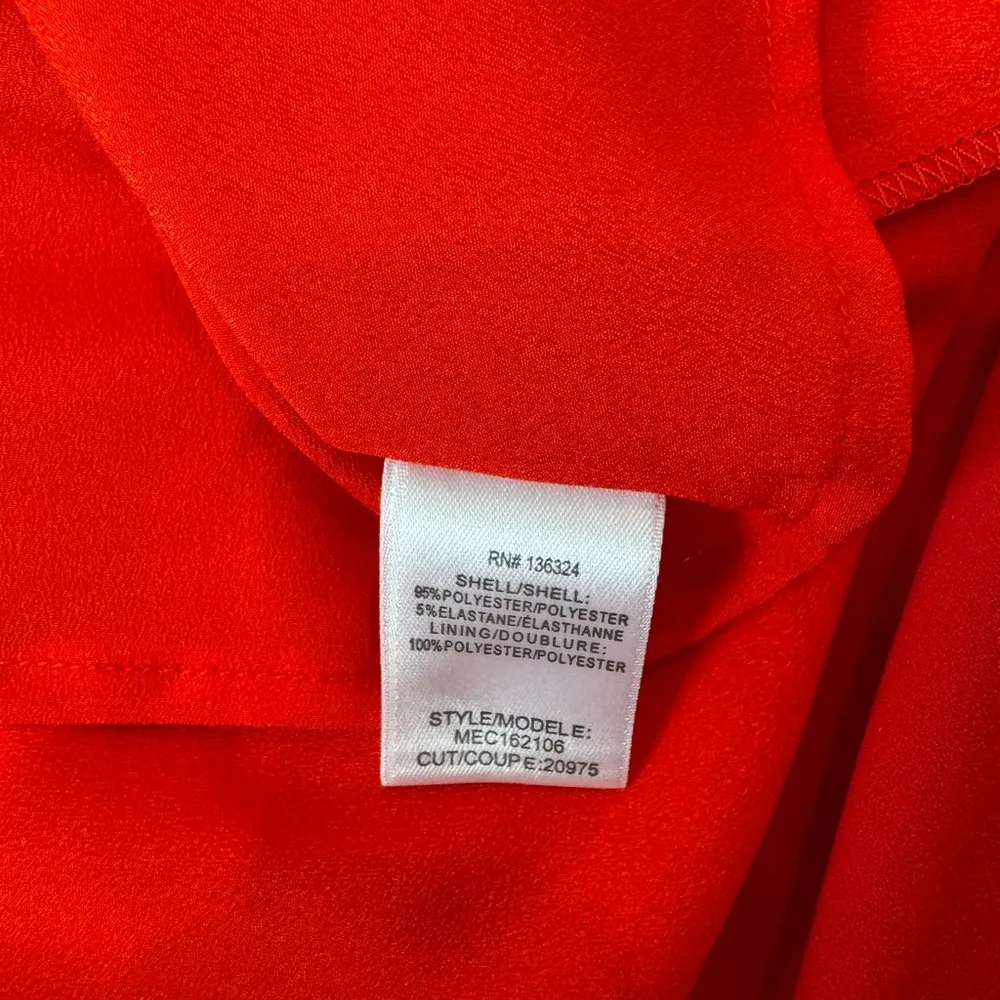 RN# 136324
SHELL/SHELL:
95%POLYESTER/POLYESTER
5%ELASTANE/ÉLASTHANNE
LINING/DOUBLURE:
100%POLYESTER/POLYESTER
STYLE/MODELE:
MEC162106
CUT/COUPE:20975